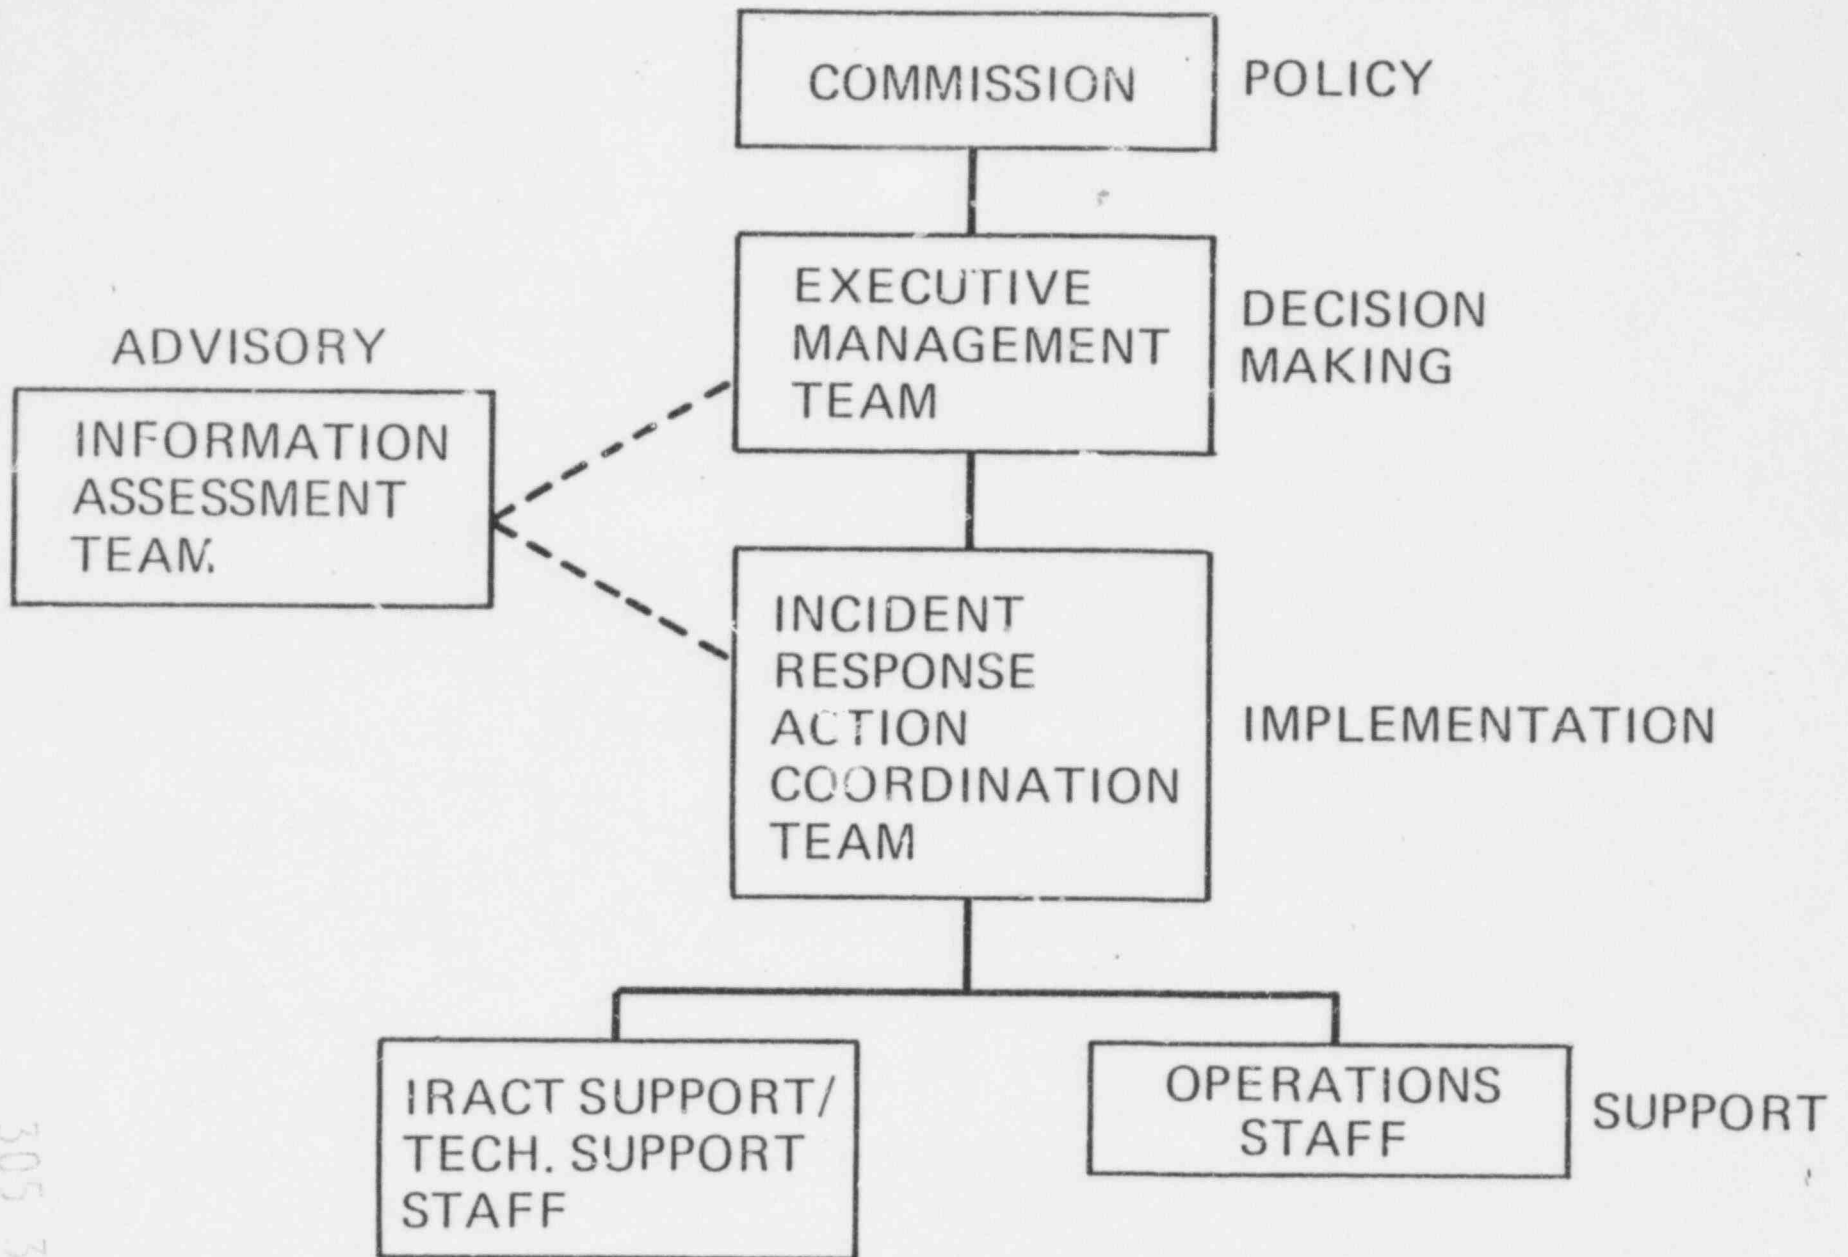 COMMISSION
POLICY
EXECUTIVE
MANAGEMENT
TEAM
DECISION
MAKING
ADVISORY
INFORMATION
ASSESSMENT
TEAM
INCIDENT
RESPONSE
ACTION
COORDINATION
TEAM
IMPLEMENTATION
IRACT SUPPORT/
TECH. SUPPORT
STAFF
OPERATIONS
STAFF
SUPPORT
305